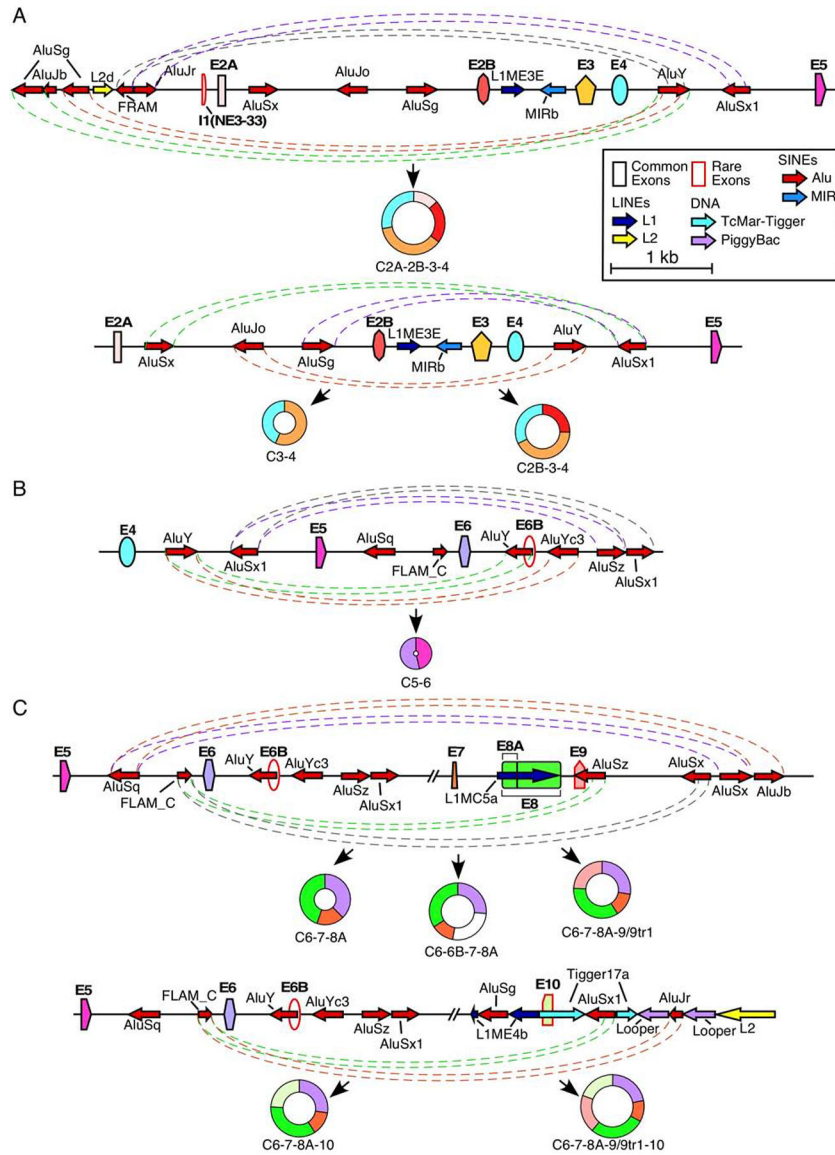 A
AluSg
AluJb
L2d
FRAM
AluJr
I1(NE3-33)
E2A
AluSx
AluJo
AluSg
E2B
L1ME3E
MIRb
E3
E4
AluY
AluSx1
E5
Common Exons
Rare Exons
SINEs
Alu
MIR
LINEs
L1
L2
DNA
TcMar-Tigger
PiggyBac
1 kb
C2A-2B-3-4
E2A
AluSx
AluJo
AluSg
E2B
L1ME3E
MIRb
E3
E4
AluY
AluSx1
E5
C3-4
C2B-3-4
B
E4
AluY
AluSx1
E5
AluSq
FLAM_C
E6
AluY
E6B
AluYc3
AluSz
AluSx1
C5-6
C
E5
AluSq
FLAM_C
E6
AluY
E6B
AluYc3
AluSz
AluSx1
//
E7
L1MC5a
E8A
E8
E9
AluSz
AluSx
AluSx
AluJb
C6-7-8A
C6-6B-7-8A
C6-7-8A-9/9tr1
E5
AluSq
FLAM_C
E6
AluY
E6B
AluYc3
AluSz
AluSx1
//
AluSg
L1ME4b
E10
Tigger17a
AluSx1
Looper
AluJr
Looper
L2
C6-7-8A-10
C6-7-8A-9/9tr1-10